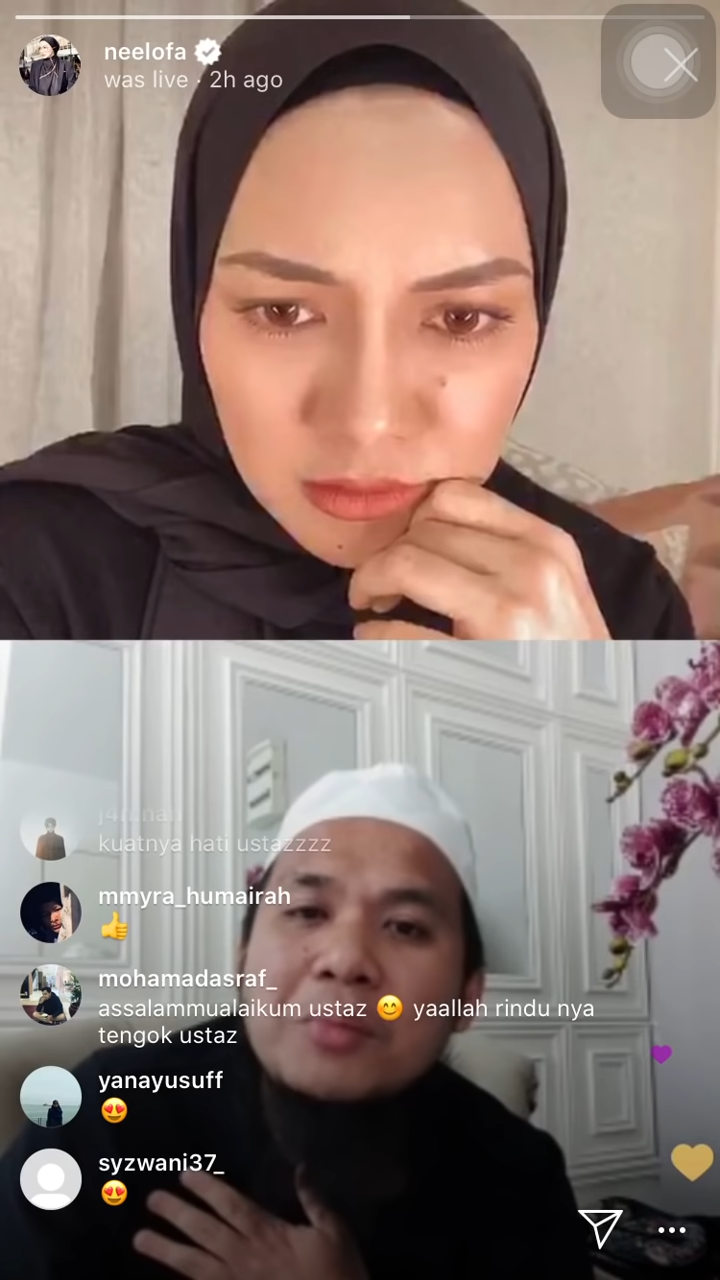 neelofa
was live · 2h ago
kuatnya hati ustazzzz
mmyra_humairah
👍
mohamadasraf_
assalammualaikum ustaz 😊 yaallah rindu nya
tengok ustaz
yanayusuff
😍
syzwani37_
😍